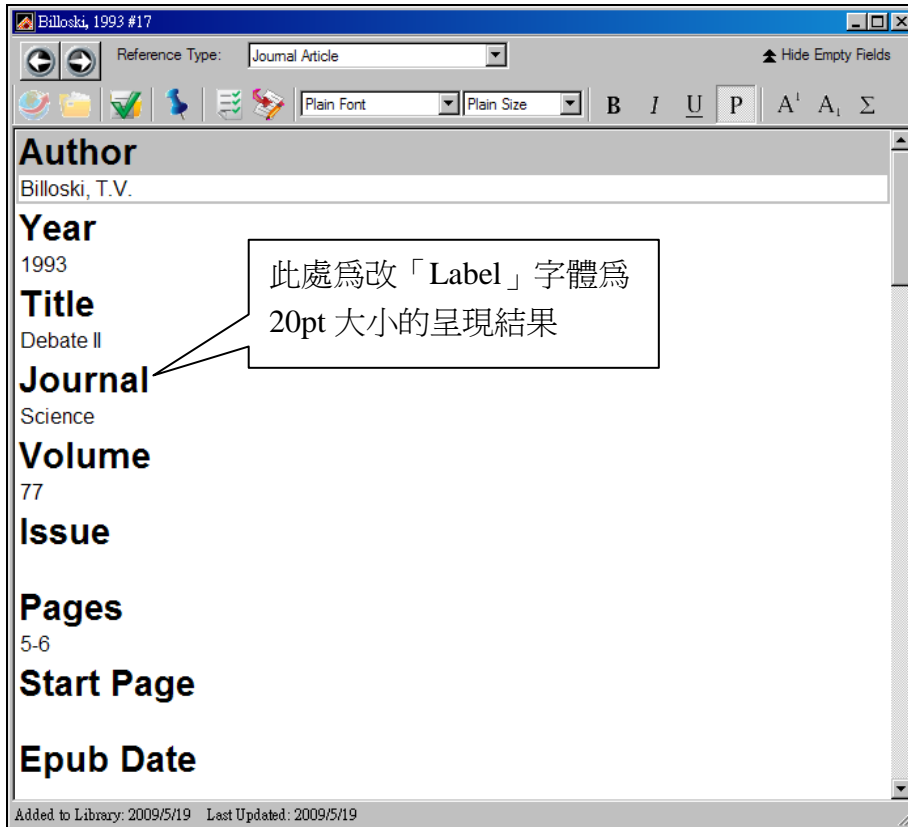 Billoski, 1993 #17
Reference Type: Journal Article Hide Empty Fields
Plain Font Plain Size B I U P A¹ A₁ Σ
Author
Billoski, T.V.
Year
1993
Title
Debate II
Journal
Science
Volume
77
Issue
Pages
5-6
Start Page
Epub Date
此處爲改「Label」字體爲
20pt 大小的呈現結果
Added to Library: 2009/5/19 Last Updated: 2009/5/19